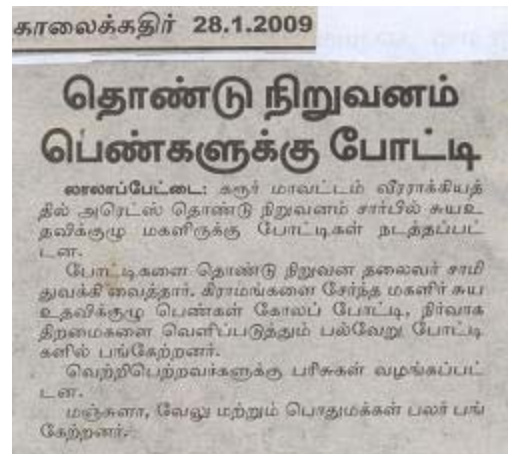 காலைக்கதிர் 28.1.2009
தொண்டு நிறுவனம்
பெண்களுக்கு போட்டி
லாலாப்பேட்டை: கரூர் மாவட்டம் வீரராக்கியத்
தில் அரெட்ஸ் தொண்டு நிறுவனம் சார்பில் சுயஉ
தவிக்குழு மகளிருக்கு போட்டிகள் நடத்தப்பட்
டன.
போட்டிகளை தொண்டு நிறுவன தலைவர் சாமி
துவக்கி வைத்தார். கிராமங்களை சேர்ந்த மகளிர் சுய
உதவிக்குழு பெண்கள் கோலப் போட்டி, நிர்வாக
திறமைகளை வெளிப்படுத்தும் பல்வேறு போட்டி
களில் பங்கேற்றனர்.
வெற்றிபெற்றவர்களுக்கு பரிசுகள் வழங்கப்பட்
டன.
மஞ்சுளா, வேலு மற்றும் பொதுமக்கள் பலர் பங்
கேற்றனர்.